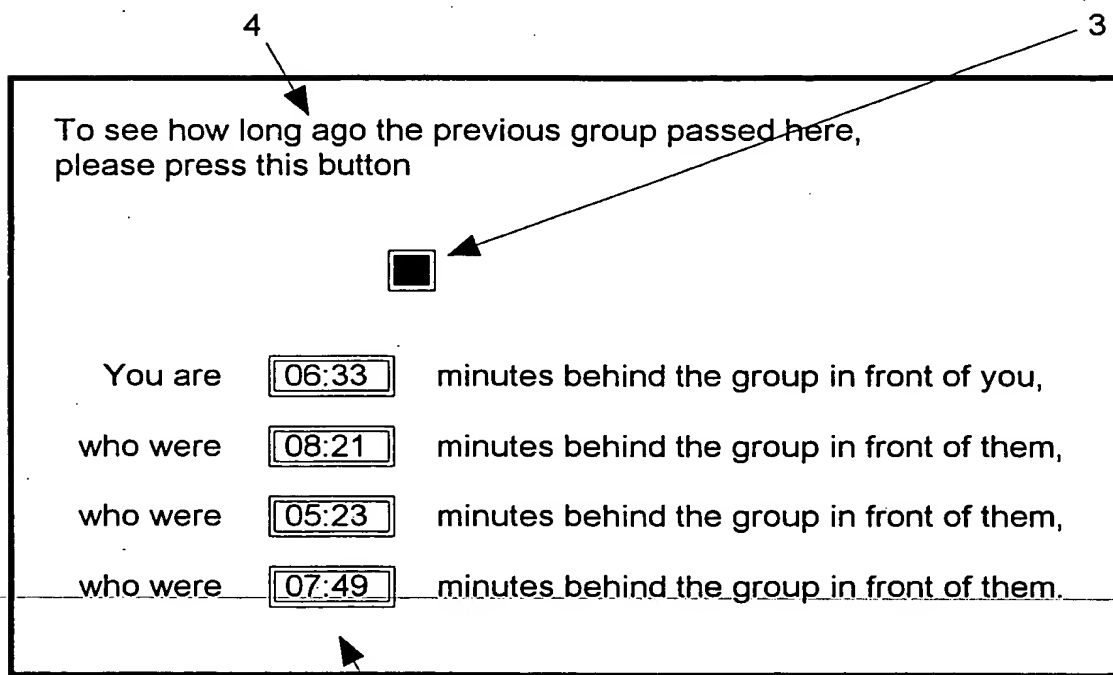 4 3
To see how long ago the previous group passed here,
please press this button
You are 06:33 minutes behind the group in front of you,
who were 08:21 minutes behind the group in front of them,
who were 05:23 minutes behind the group in front of them,
who were 07:49 minutes behind the group in front of them.